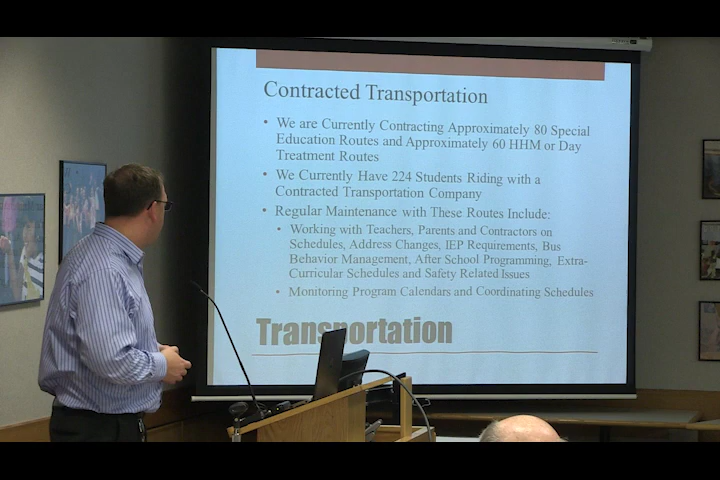 Contracted Transportation
• We are Currently Contracting Approximately 80 Special
Education Routes and Approximately 60 HHM or Day
Treatment Routes
• We Currently Have 224 Students Riding with a
Contracted Transportation Company
• Regular Maintenance with These Routes Include:
• Working with Teachers, Parents and Contractors on
Schedules, Address Changes, IEP Requirements, Bus
Behavior Management, After School Programming, Extra-
Curricular Schedules and Safety Related Issues
• Monitoring Program Calendars and Coordinating Schedules
Transportation